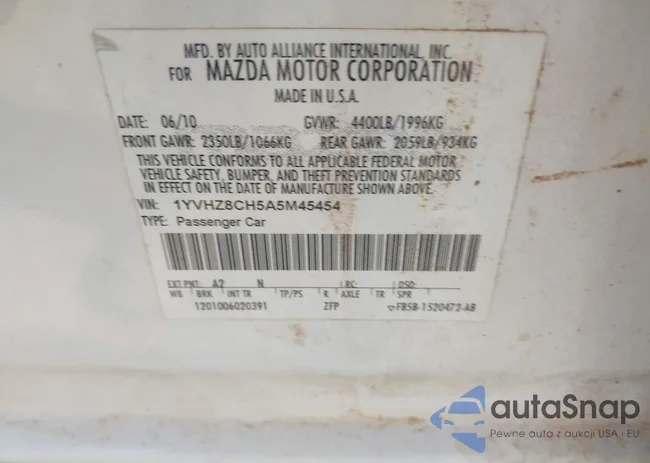 MFD. BY AUTO ALLIANCE INTERNATIONAL, INC.
FOR MAZDA MOTOR CORPORATION
MADE IN U.S.A.
DATE: 06/10 GVWR: 4400LB/1996KG
FRONT GAWR: 2350LB/1066KG REAR GAWR: 2059LB/934KG
THIS VEHICLE CONFORMS TO ALL APPLICABLE FEDERAL MOTOR
VEHICLE SAFETY, BUMPER, AND THEFT PREVENTION STANDARDS
IN EFFECT ON THE DATE OF MANUFACTURE SHOWN ABOVE.
VIN: 1YVHZ8CH5A5M45454
TYPE: Passenger Car
EXT PNT: A2 N RC: DSO:
WB BRK INT TR TP/PS R AXLE TR SPR
1201006020391 ZFP F85B-1520472-AB
autaSnap
Pewne auta z aukcji USA i EU